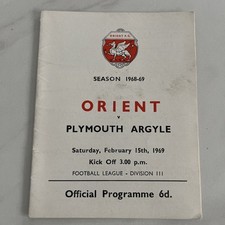 ORIENT F.C.
SEASON 1968-69
ORIENT
v
PLYMOUTH ARGYLE
Saturday, February 15th, 1969
Kick Off 3.00 p.m.
FOOTBALL LEAGUE - DIVISION III
Official Programme 6d.